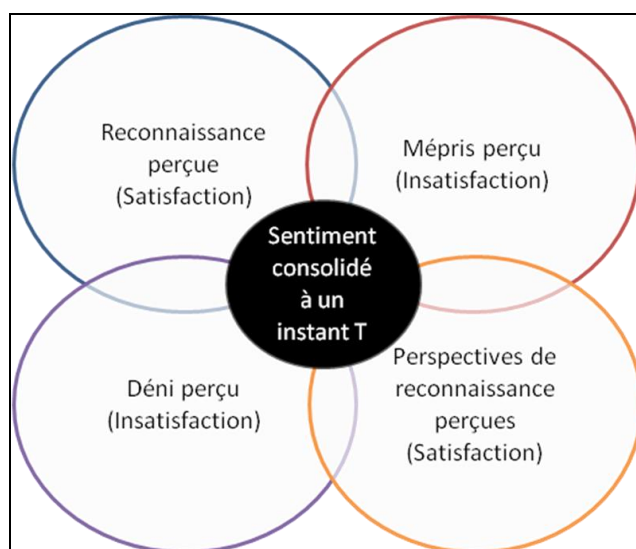 Reconnaissance
perçue
(Satisfaction)
Mépris perçu
(Insatisfaction)
Sentiment
consolidé
à un
instant T
Déni perçu
(Insatisfaction)
Perspectives de
reconnaissance
perçues
(Satisfaction)